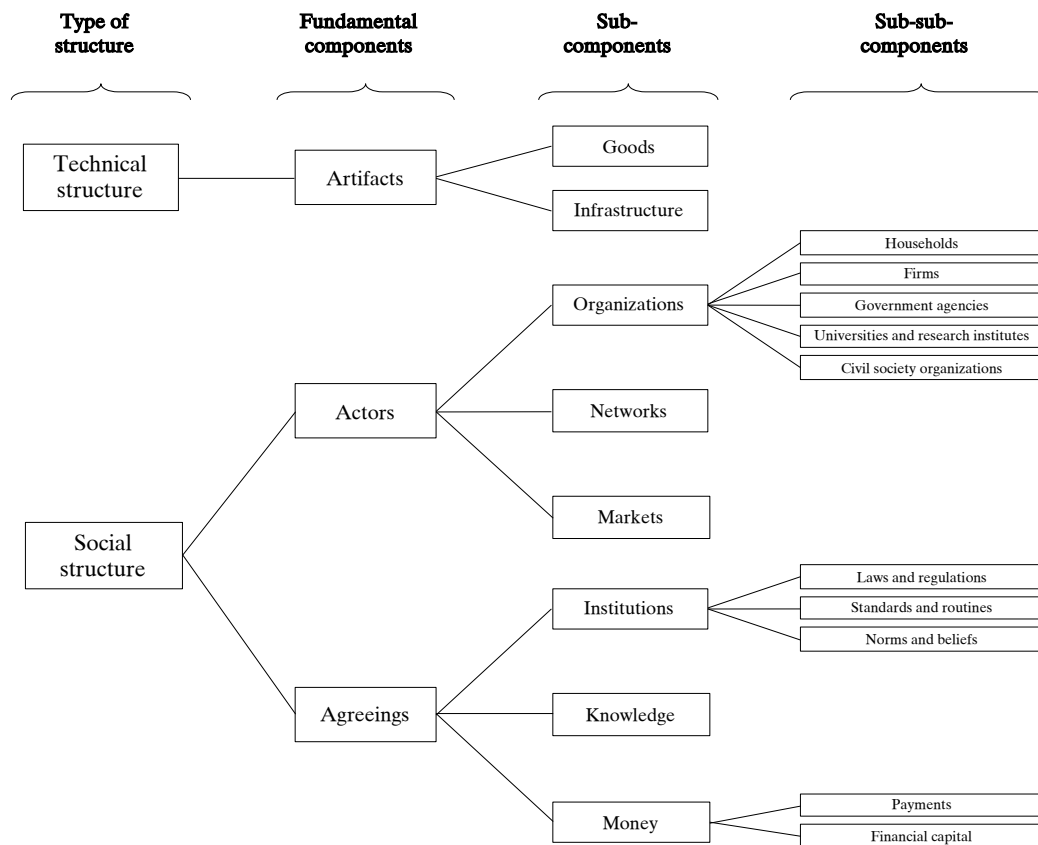 Type of
structure
Fundamental
components
Sub-
components
Sub-sub-
components
Technical
structure
Artifacts
Goods
Infrastructure
Households
Firms
Organizations
Government agencies
Universities and research institutes
Civil society organizations
Actors
Networks
Markets
Social
structure
Laws and regulations
Institutions
Standards and routines
Norms and beliefs
Agreeings
Knowledge
Payments
Money
Financial capital